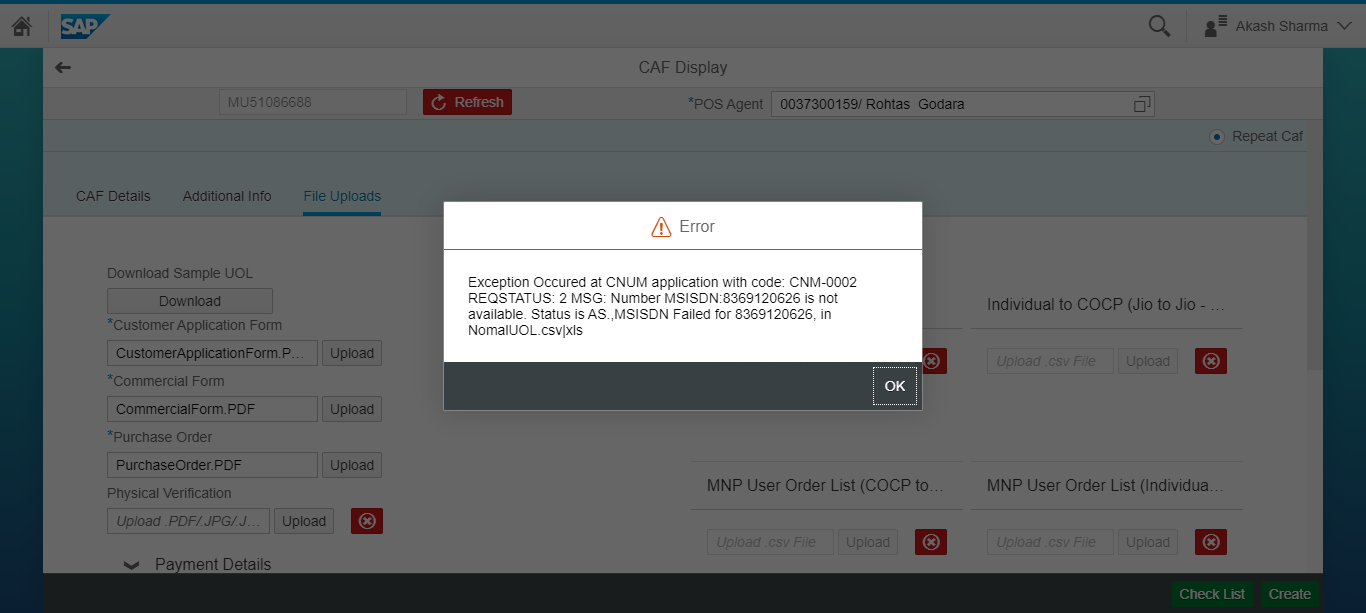 SAP
Akash Sharma
CAF Display
MU51086688
Refresh
*POS Agent
0037300159/ Rohtas Godara
Repeat Caf
CAF Details
Additional Info
File Uploads
Error
Exception Occured at CNUM application with code: CNM-0002
REQSTATUS: 2 MSG: Number MSISDN:8369120626 is not
available. Status is AS.,MSISDN Failed for 8369120626, in
NomalUOL.csv|xls
OK
Download Sample UOL
Download
*Customer Application Form
CustomerApplicationForm.P...
Upload
*Commercial Form
CommercialForm.PDF
Upload
*Purchase Order
PurchaseOrder.PDF
Upload
Physical Verification
Upload .PDF/.JPG/.J...
Upload
Payment Details
Individual to COCP (Jio to Jio - ...
Upload .csv File
Upload
MNP User Order List (COCP to...
Upload .csv File
Upload
MNP User Order List (Individua...
Upload .csv File
Upload
Check List
Create